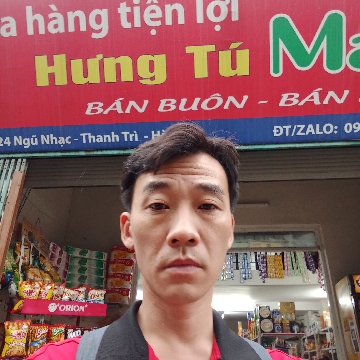 a hàng tiện lợi
Hưng Tú Ma
BÁN BUÔN - BÁN
24 Ngũ Nhạc - Thanh Trì - H
ĐT/ZALO: 09
ORION